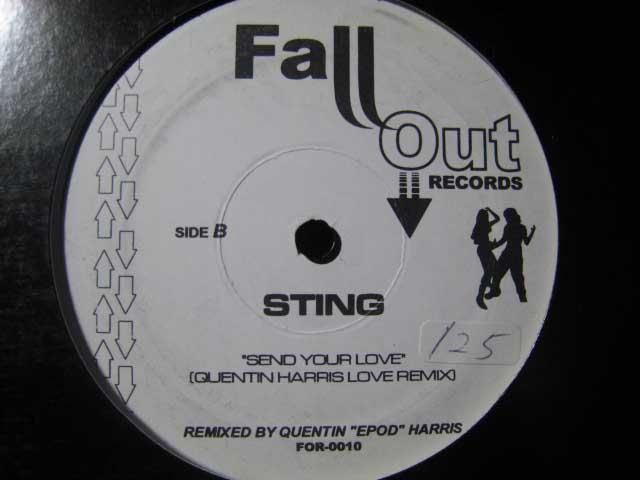 Fall
Out
RECORDS
SIDE B
STING
125
"SEND YOUR LOVE"
(QUENTIN HARRIS LOVE REMIX)
REMIXED BY QUENTIN "EPOD" HARRIS
FOR-0010